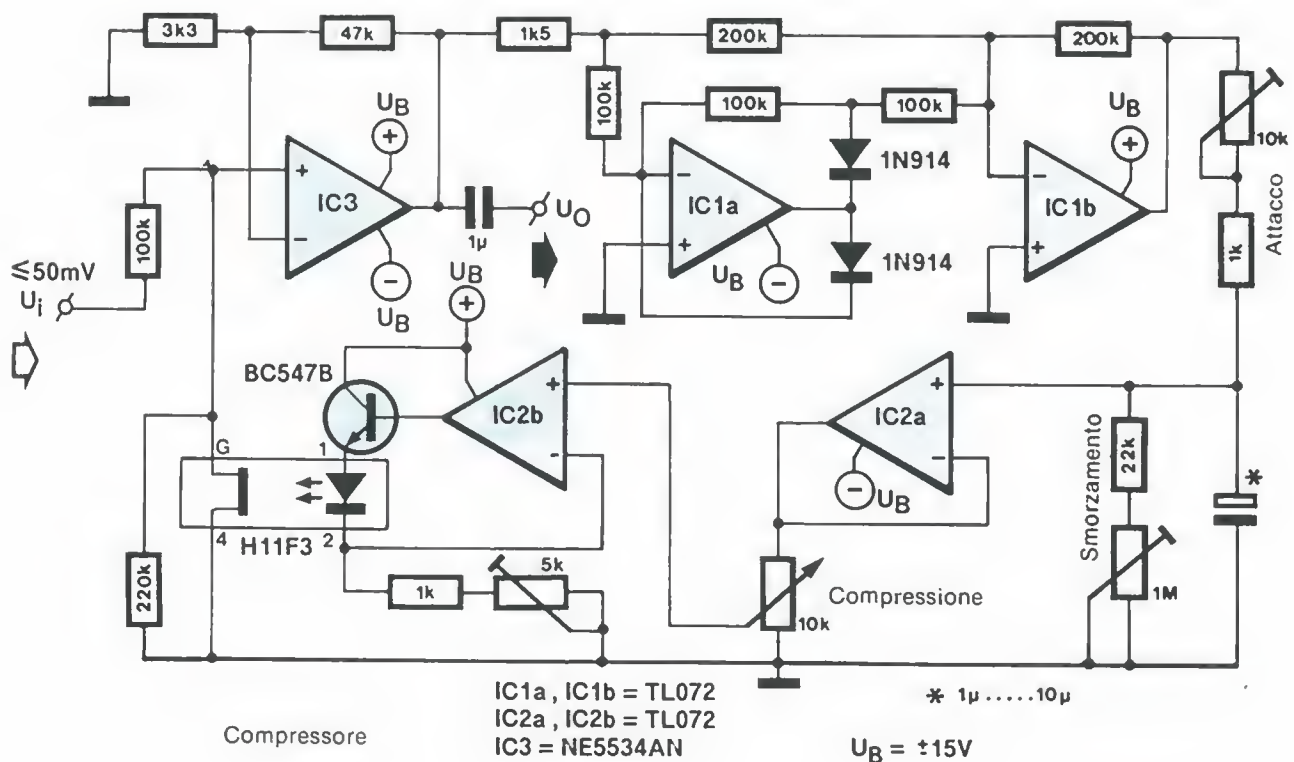 3k3
47k
1k5
200k
200k
100k
100k
100k
10k
Attacco
1k
UB
+
+
−
IC3
−
UB
1µ
UO
100k
≤50mV
Ui
−
+
IC1a
UB
−
1N914
1N914
UB
+
−
+
IC1b
UB
+
BC547B
IC2b
+
-
1
2
G
4
H11F3
220k
1k
5k
+
−
IC2a
UB
−
10k
Compressione
Smorzamento
22k
1M
*
IC1a, IC1b = TL072
IC2a, IC2b = TL072
IC3 = NE5534AN
* 1µ.....10µ
UB = ±15V
Compressore